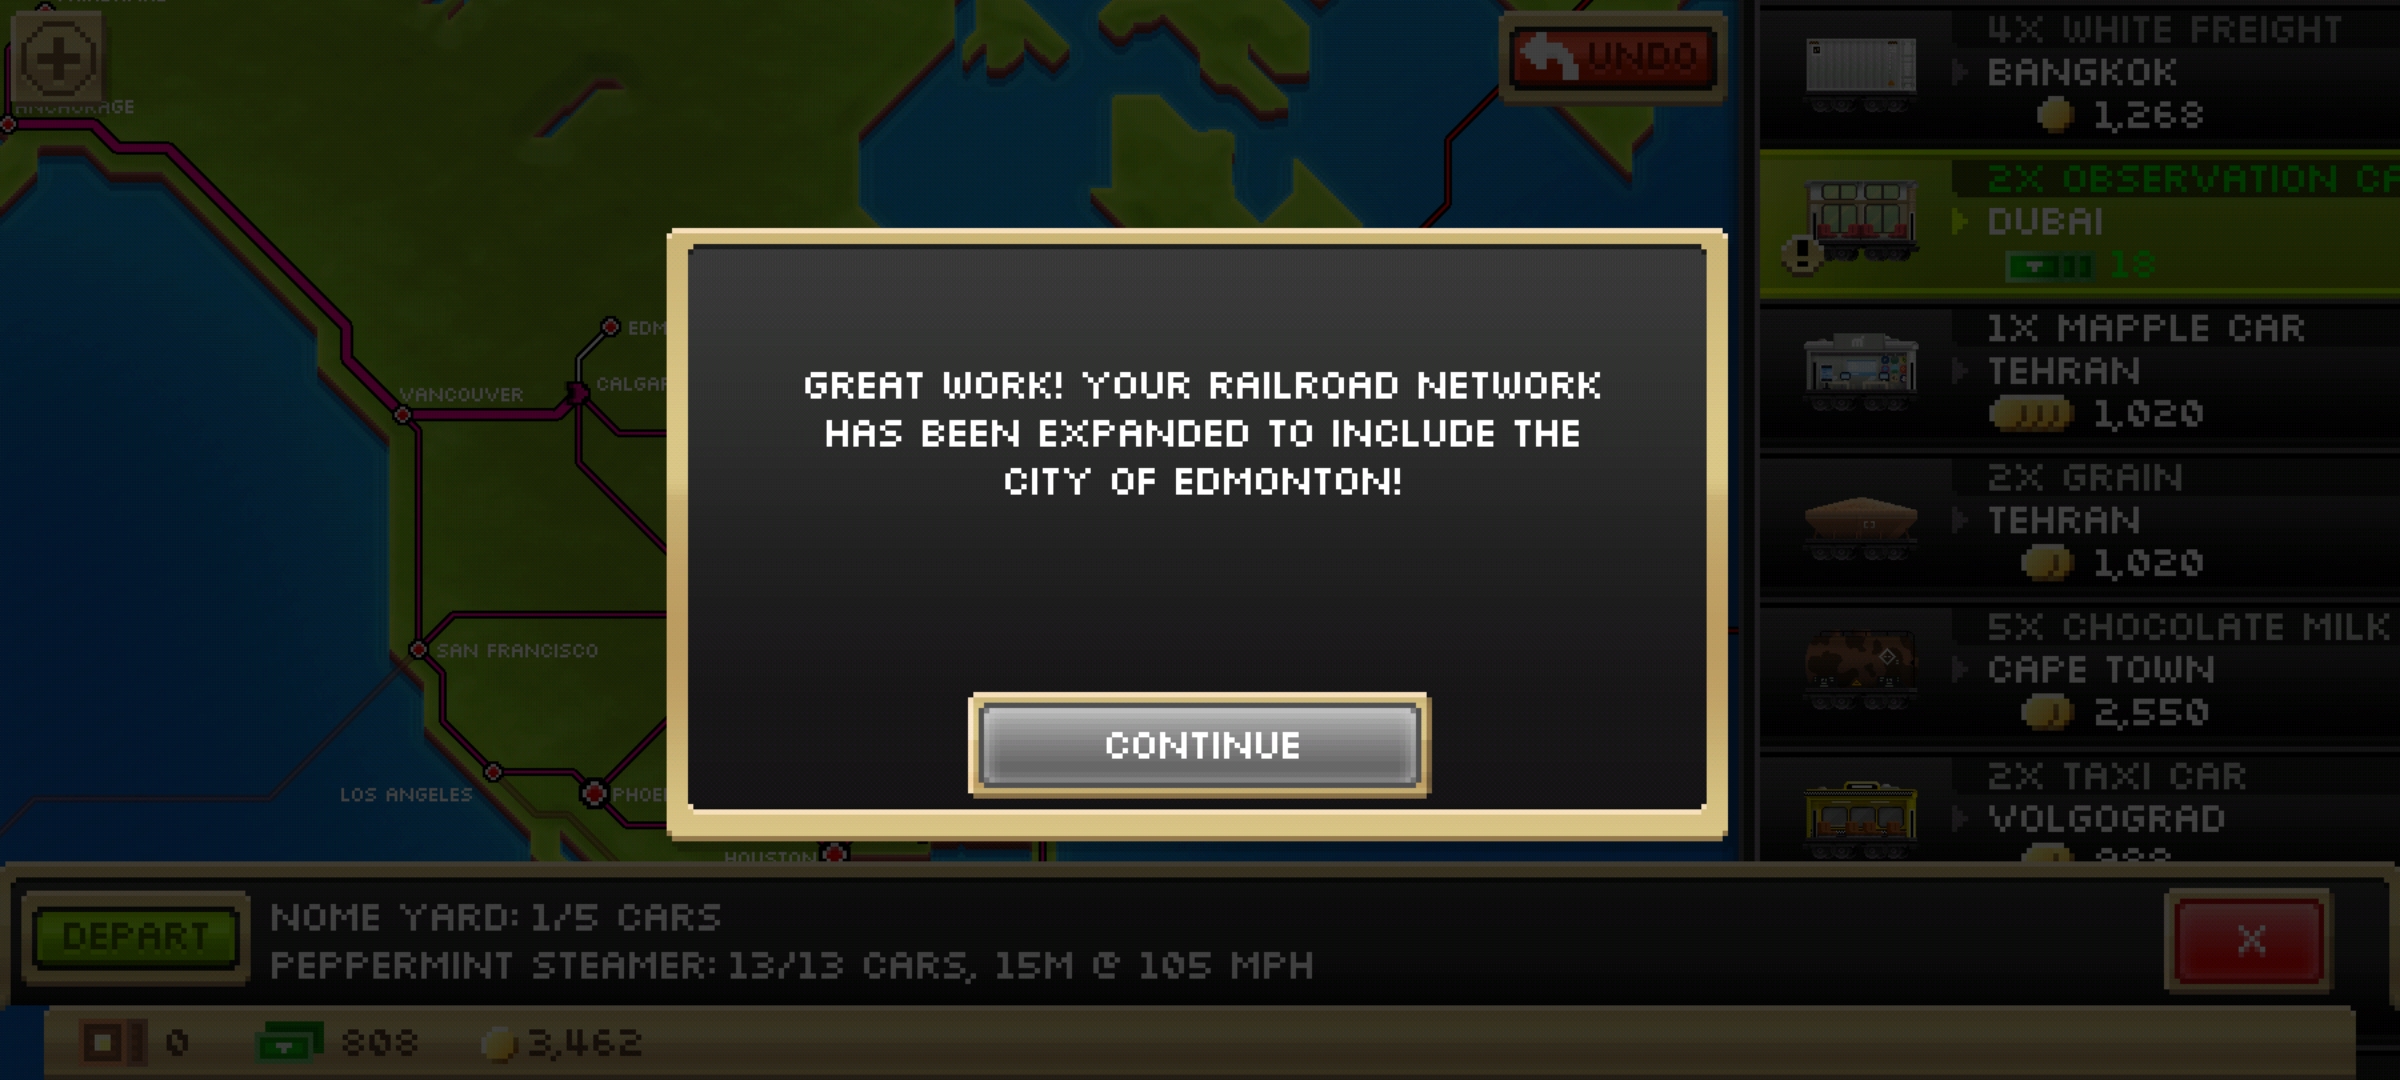 ANCHORAGE
UNDO
EDM
VANCOUVER
CALGAR
SAN FRANCISCO
LOS ANGELES
PHOE
HOUSTON
GREAT WORK! YOUR RAILROAD NETWORK
HAS BEEN EXPANDED TO INCLUDE THE
CITY OF EDMONTON!
CONTINUE
4X WHITE FREIGHT
BANGKOK
1,268
2X OBSERVATION CA
DUBAI
18
1X MAPPLE CAR
TEHRAN
1,020
2X GRAIN
TEHRAN
1,020
5X CHOCOLATE MILK
CAPE TOWN
2,550
2X TAXI CAR
VOLGOGRAD
DEPART
NOME YARD: 1/5 CARS
PEPPERMINT STEAMER: 13/13 CARS, 15M @ 105 MPH
X
0
808
3,462